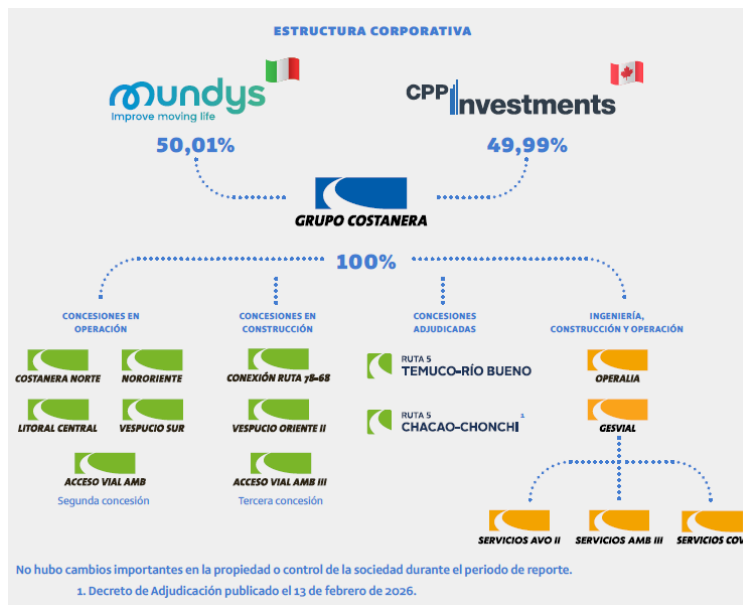 ESTRUCTURA CORPORATIVA
mundys
Improve moving life
CPP Investments
50,01%
49,99%
GRUPO COSTANERA
100%
CONCESIONES EN
OPERACIÓN
CONCESIONES EN
CONSTRUCCIÓN
CONCESIONES
ADJUDICADAS
INGENIERÍA,
CONSTRUCCIÓN Y OPERACIÓN
COSTANERA NORTE
NORORIENTE
CONEXIÓN RUTA 78-68
RUTA 5
TEMUCO-RÍO BUENO
OPERALIA
LITORAL CENTRAL
VESPUCIO SUR
VESPUCIO ORIENTE II
RUTA 5
CHACAO-CHONCHI 1
GESVIAL
ACCESO VIAL AMB
Segunda concesión
ACCESO VIAL AMB III
Tercera concesión
SERVICIOS AVO II
SERVICIOS AMB III
SERVICIOS COV
No hubo cambios importantes en la propiedad o control de la sociedad durante el periodo de reporte.
1. Decreto de Adjudicación publicado el 13 de febrero de 2026.